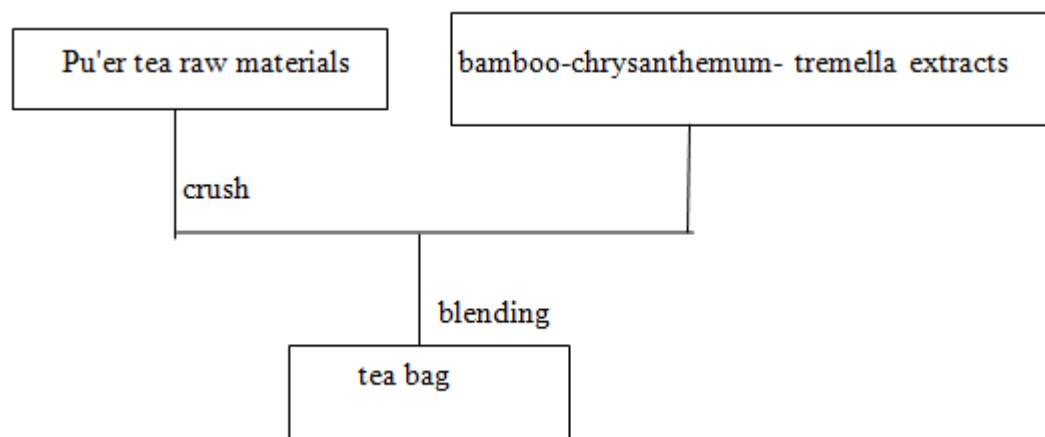 Pu'er tea raw materials
bamboo-chrysanthemum- tremella extracts
crush
blending
tea bag